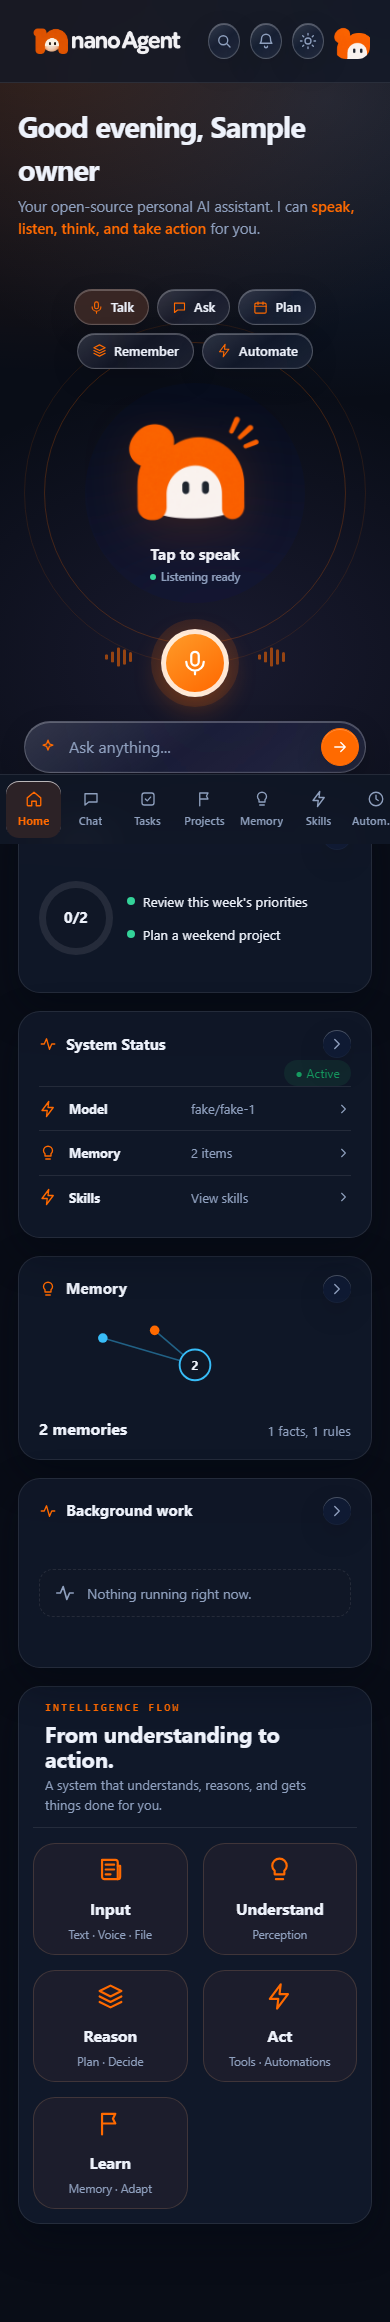 nanoAgent
Good evening, Sample
owner
Your open-source personal AI assistant. I can speak,
listen, think, and take action for you.
Talk
Ask
Plan
Remember
Automate
Tap to speak
Listening ready
Ask anything...
Home
Chat
Tasks
Projects
Memory
Skills
Autom.
0/2
Review this week's priorities
Plan a weekend project
System Status
Active
Model fake/fake-1
Memory 2 items
Skills View skills
Memory
2
2 memories
1 facts, 1 rules
Background work
Nothing running right now.
INTELLIGENCE FLOW
From understanding to
action.
A system that understands, reasons, and gets
things done for you.
Input
Text · Voice · File
Understand
Perception
Reason
Plan · Decide
Act
Tools · Automations
Learn
Memory · Adapt